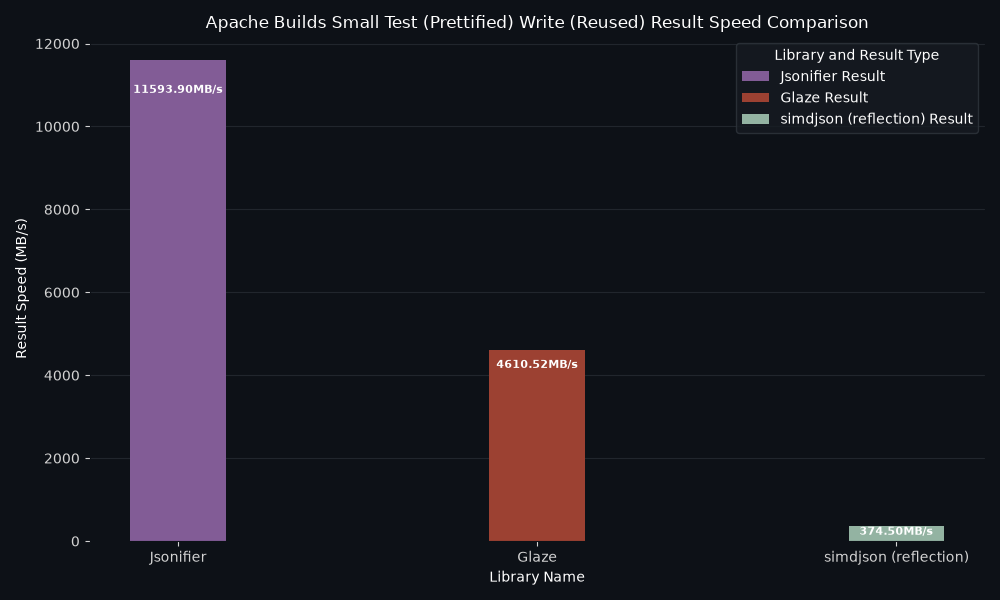 Apache Builds Small Test (Prettified) Write (Reused) Result Speed Comparison
Library and Result Type
Jsonifier Result
Glaze Result
simdjson (reflection) Result
Result Speed (MB/s)
12000
10000
8000
6000
4000
2000
0
11593.90MB/s
4610.52MB/s
374.50MB/s
Jsonifier
Glaze
simdjson (reflection)
Library Name